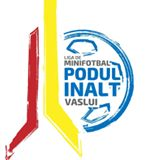 LIGA DE
MINIFOTBAL
PODUL
INALT
VASLUI